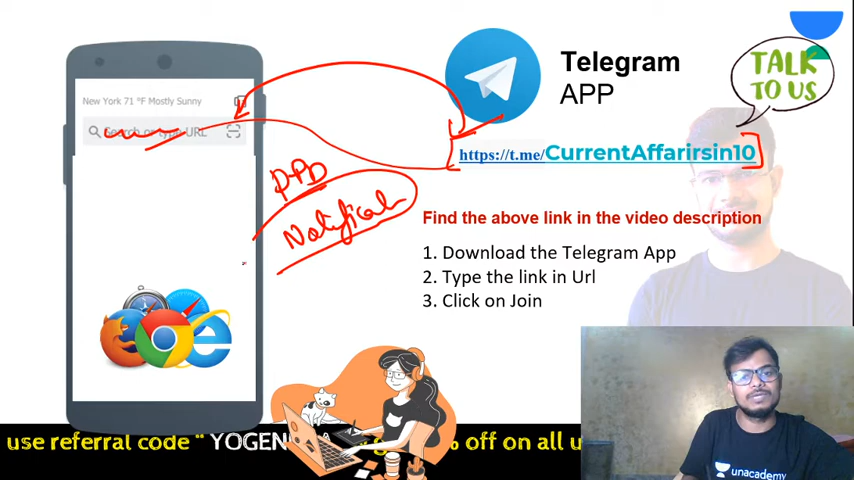 New York 71 °F Mostly Sunny
Search or type URL
Telegram
APP
TALK
TO US
https://t.me/CurrentAffarirsin10
PPD
Notification
Find the above link in the video description
1. Download the Telegram App
2. Type the link in Url
3. Click on Join
use referral code " YOGEN
% off on all u
unacademy